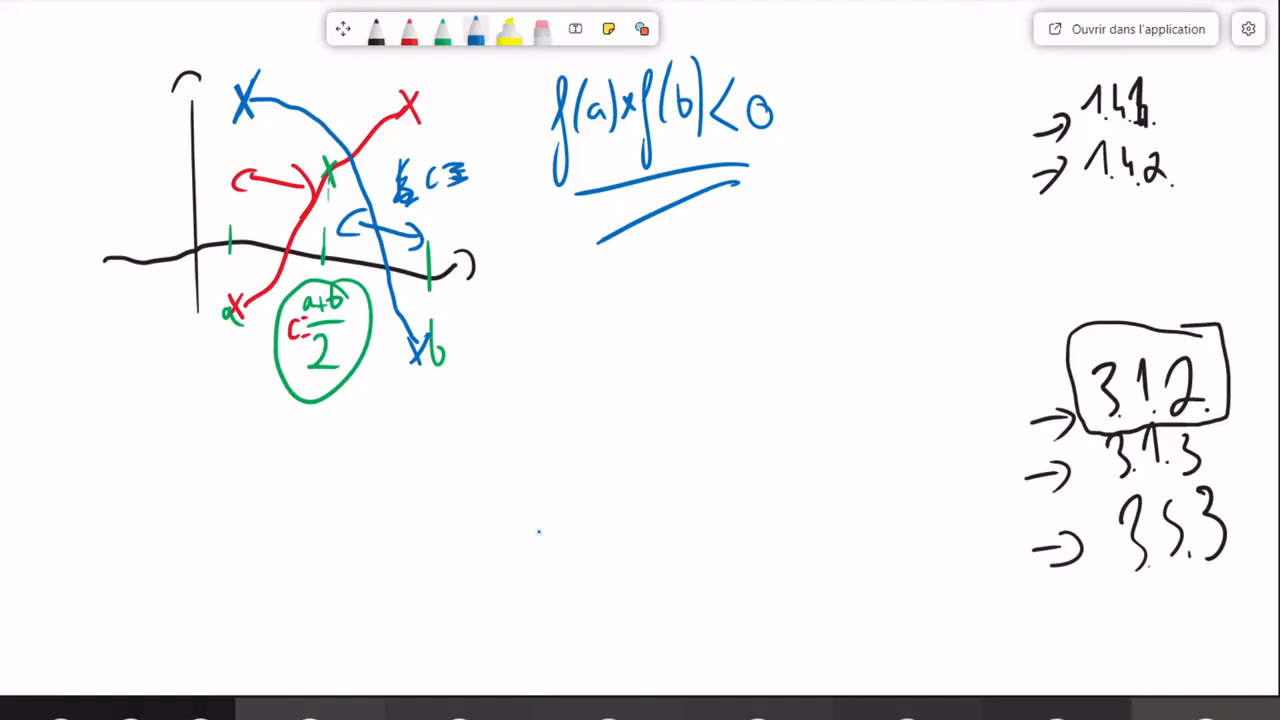 Ouvrir dans l'application
f(a)×f(b)<0
1.4.1.
1.4.2.
c
a
c=
a+b
2
b
3.1.2.
3.1.3
3.5.3